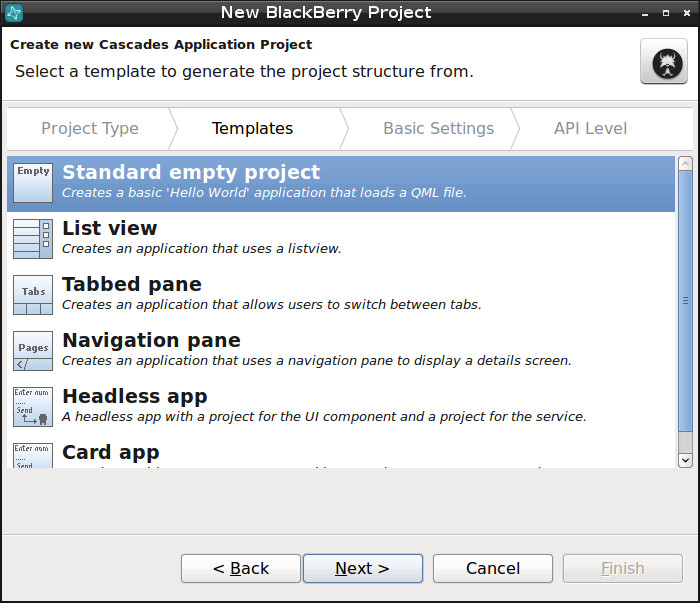 New BlackBerry Project
Create new Cascades Application Project
Select a template to generate the project structure from.
Project Type
Templates
Basic Settings
API Level
Empty
Standard empty project
Creates a basic 'Hello World' application that loads a QML file.
List view
Creates an application that uses a listview.
Tabs
Tabbed pane
Creates an application that allows users to switch between tabs.
Pages
</
Navigation pane
Creates an application that uses a navigation pane to display a details screen.
Enter num
.....
Send
Headless app
A headless app with a project for the UI component and a project for the service.
Enter num
.....
Send
Card app
< Back
Next >
Cancel
Finish